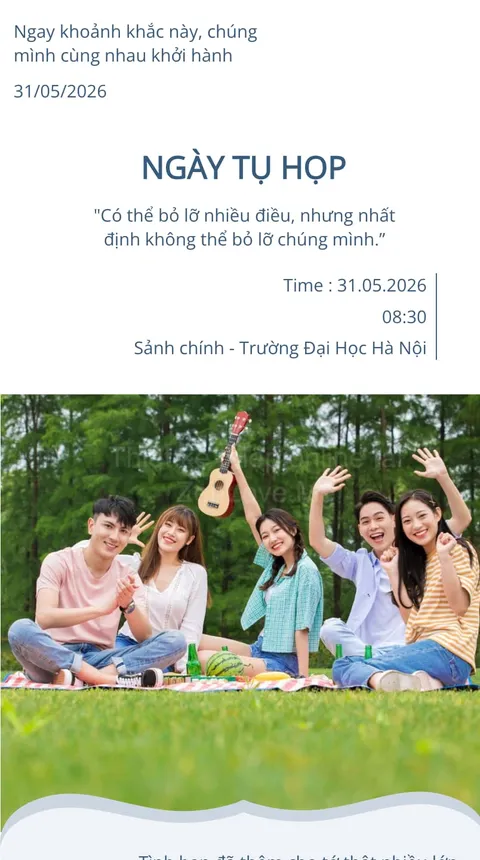 Ngay khoảnh khắc này, chúng
mình cùng nhau khởi hành
31/05/2026
NGÀY TỤ HỌP
"Có thể bỏ lỡ nhiều điều, nhưng nhất
định không thể bỏ lỡ chúng mình.”
Time : 31.05.2026
08:30
Sảnh chính - Trường Đại Học Hà Nội